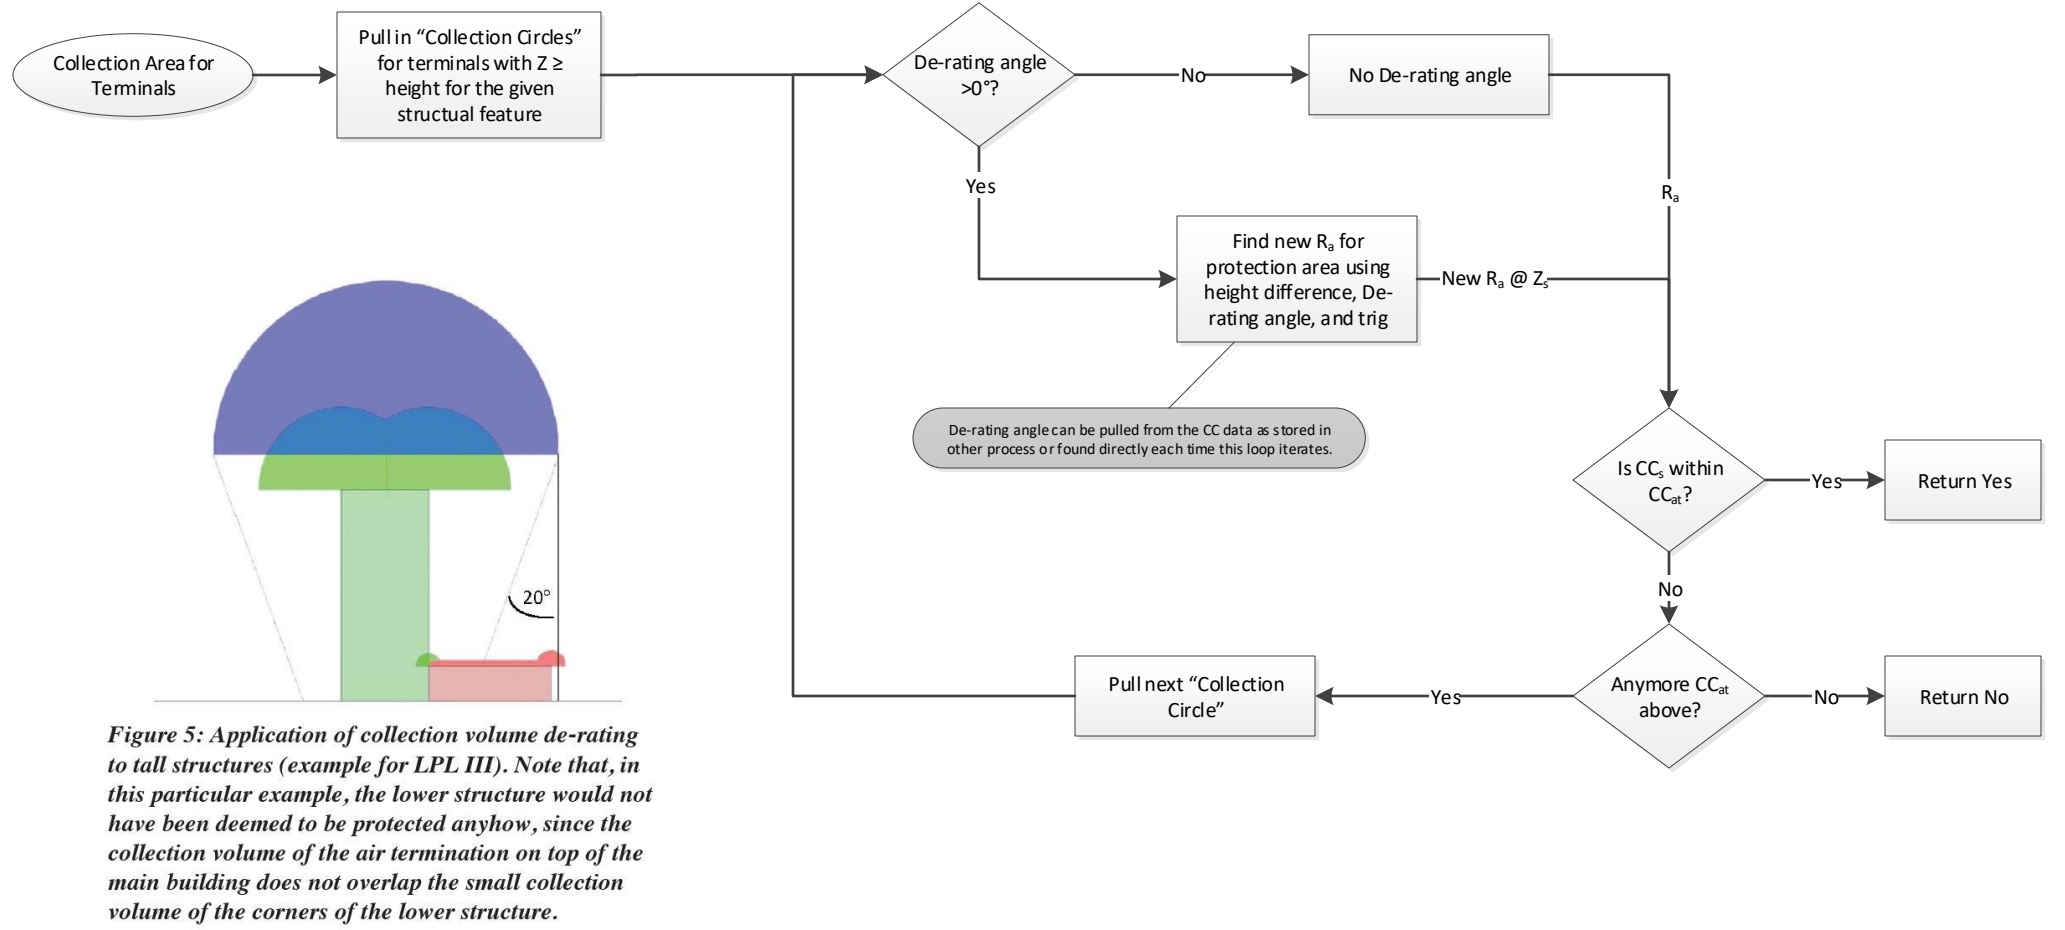 Collection Area for
Terminals
Pull in “Collection Circles”
for terminals with Z ≥
height for the given
structual feature
De-rating angle
>0°?
No
No De-rating angle
Yes
Rₐ
Find new Rₐ for
protection area using
height difference, De-
rating angle, and trig
New Rₐ @ Zₛ
De-rating angle can be pulled from the CC data as stored in
other process or found directly each time this loop iterates.
Is CCₛ within
CCₐₜ?
Yes
Return Yes
No
Anymore CCₐₜ
above?
No
Return No
Yes
Pull next “Collection
Circle”
20°
Figure 5: Application of collection volume de-rating
to tall structures (example for LPL III). Note that, in
this particular example, the lower structure would not
have been deemed to be protected anyhow, since the
collection volume of the air termination on top of the
main building does not overlap the small collection
volume of the corners of the lower structure.